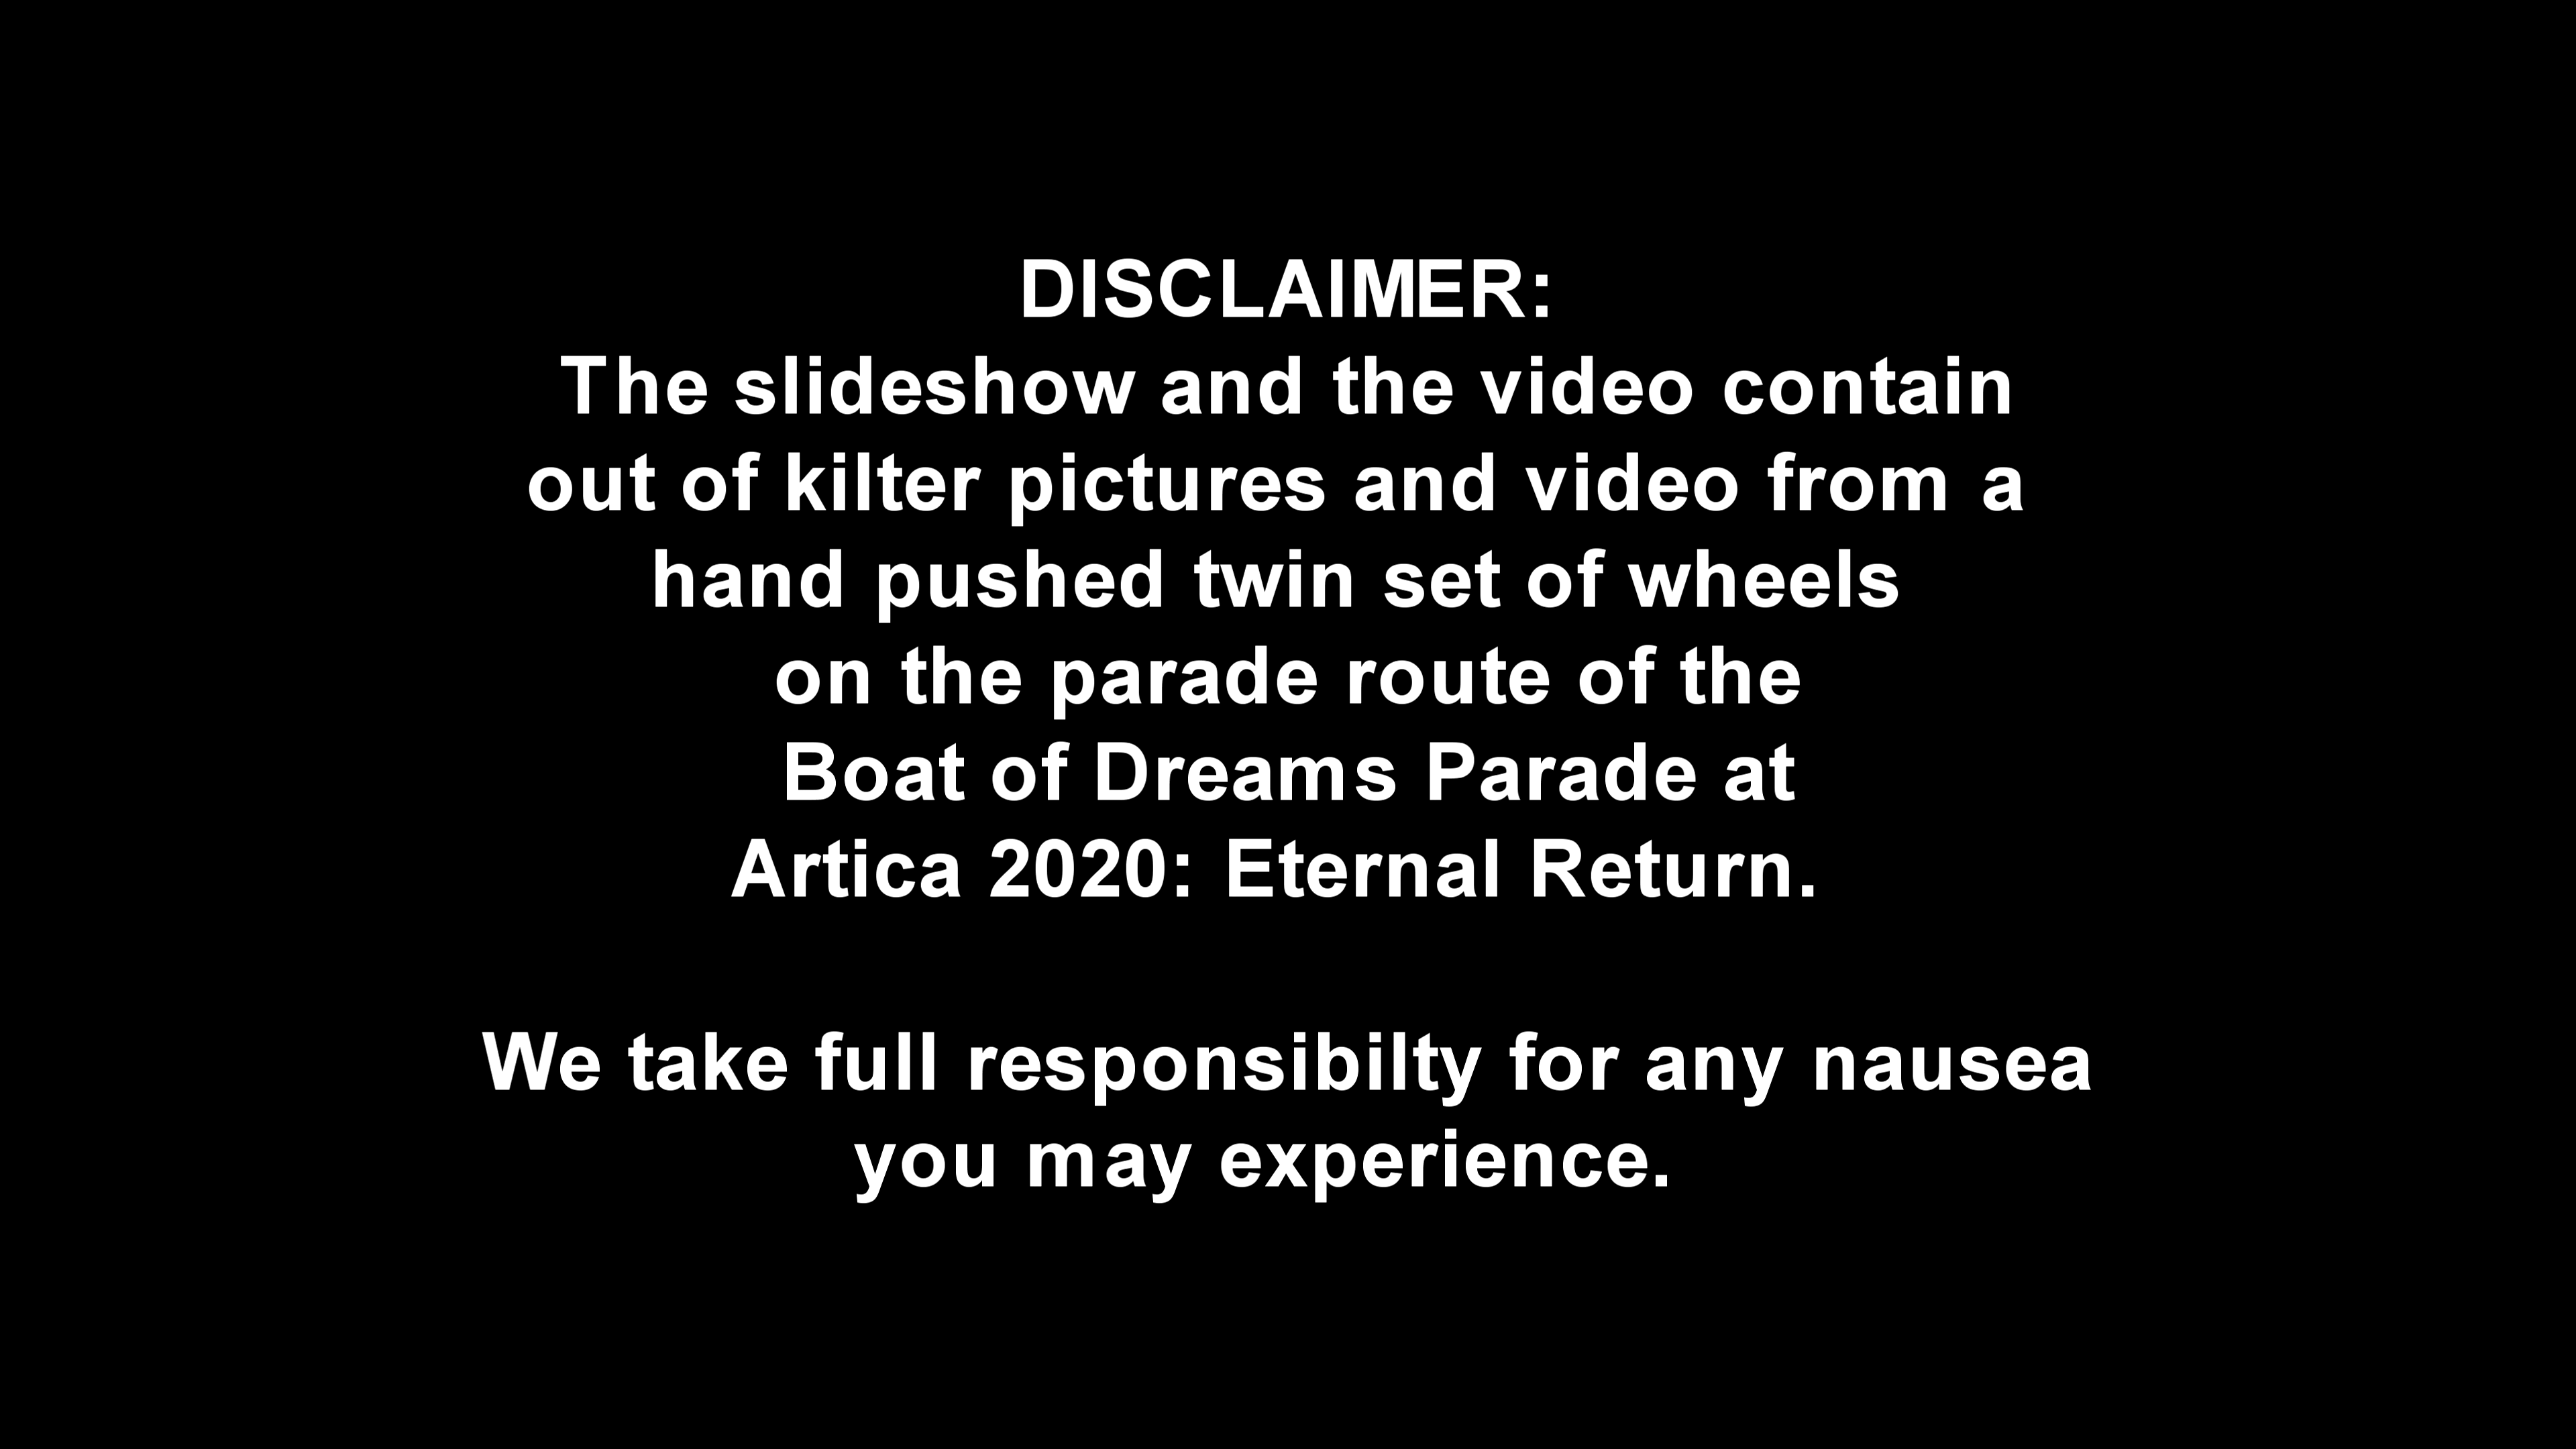 DISCLAIMER:
The slideshow and the video contain
out of kilter pictures and video from a
hand pushed twin set of wheels
on the parade route of the
Boat of Dreams Parade at
Artica 2020: Eternal Return.
We take full responsibilty for any nausea
you may experience.